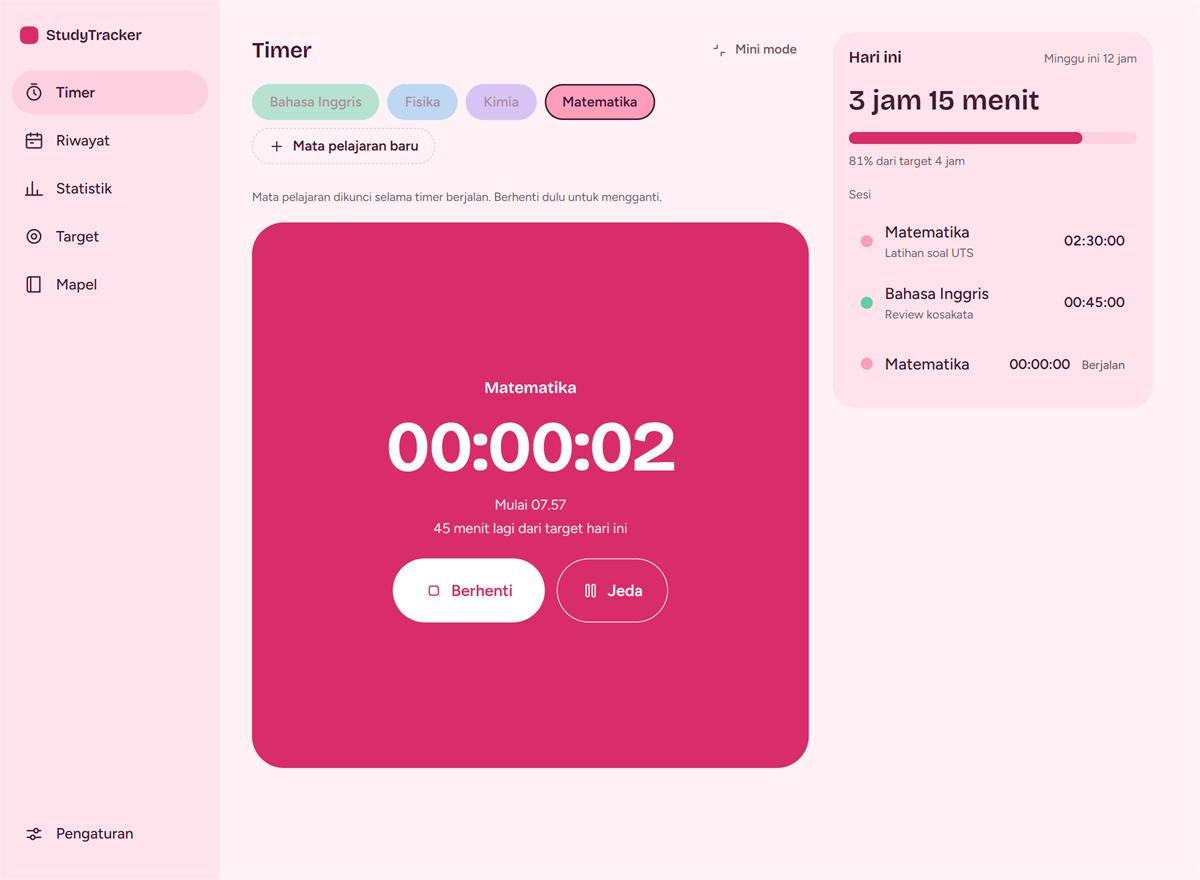 StudyTracker
Timer
Riwayat
Statistik
Target
Mapel
Pengaturan
Timer
Mini mode
Bahasa Inggris
Fisika
Kimia
Matematika
Mata pelajaran baru
Mata pelajaran dikunci selama timer berjalan. Berhenti dulu untuk mengganti.
Matematika
00:00:02
Mulai 07.57
45 menit lagi dari target hari ini
Berhenti
Jeda
Hari ini
Minggu ini 12 jam
3 jam 15 menit
81% dari target 4 jam
Sesi
Matematika
02:30:00
Latihan soal UTS
Bahasa Inggris
00:45:00
Review kosakata
Matematika
00:00:00
Berjalan